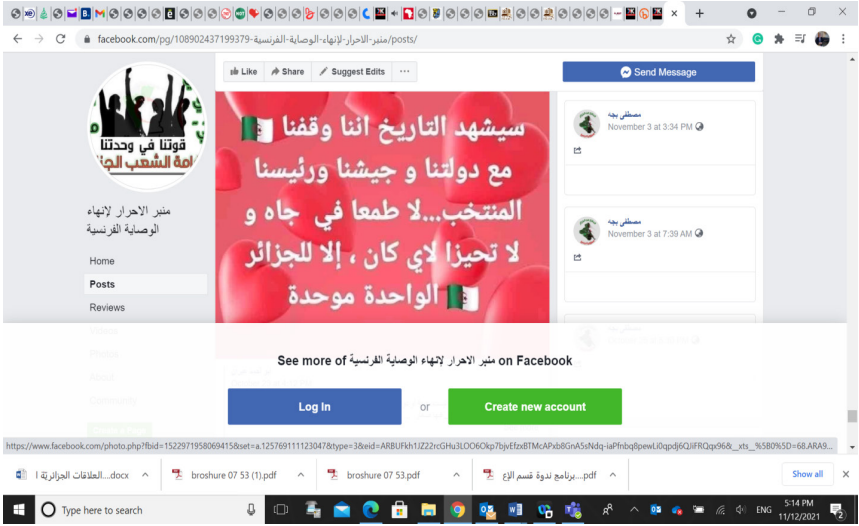 facebook.com/pg/108902437199379-منبر-الاحرار-لإنهاء-الوصاية-الفرنسية/posts/
Like Share Suggest Edits ...
Send Message
قوتنا في وحدتنا
منبر الاحرار لإنهاء
الوصاية الفرنسية
Home
Posts
Reviews
سيشهد التاريخ اننا وقفنا
مع دولتنا و جيشنا ورئيسنا
المنتخب...لا طمعا في جاه و
لا تحيزا لاي كان ، إلا للجزائر
الواحدة موحدة
مصطفى بجه
November 3 at 3:34 PM
مصطفى بجه
November 3 at 7:39 AM
See more of منبر الاحرار لإنهاء الوصاية الفرنسية on Facebook
Log In
or
Create new account
العلاقات الجزائريّة ا....docx
broshure 07 53 (1).pdf
broshure 07 53.pdf
برنامج ندوة قسم الإع....pdf
Show all
Type here to search
ENG
5:14 PM
11/12/2021